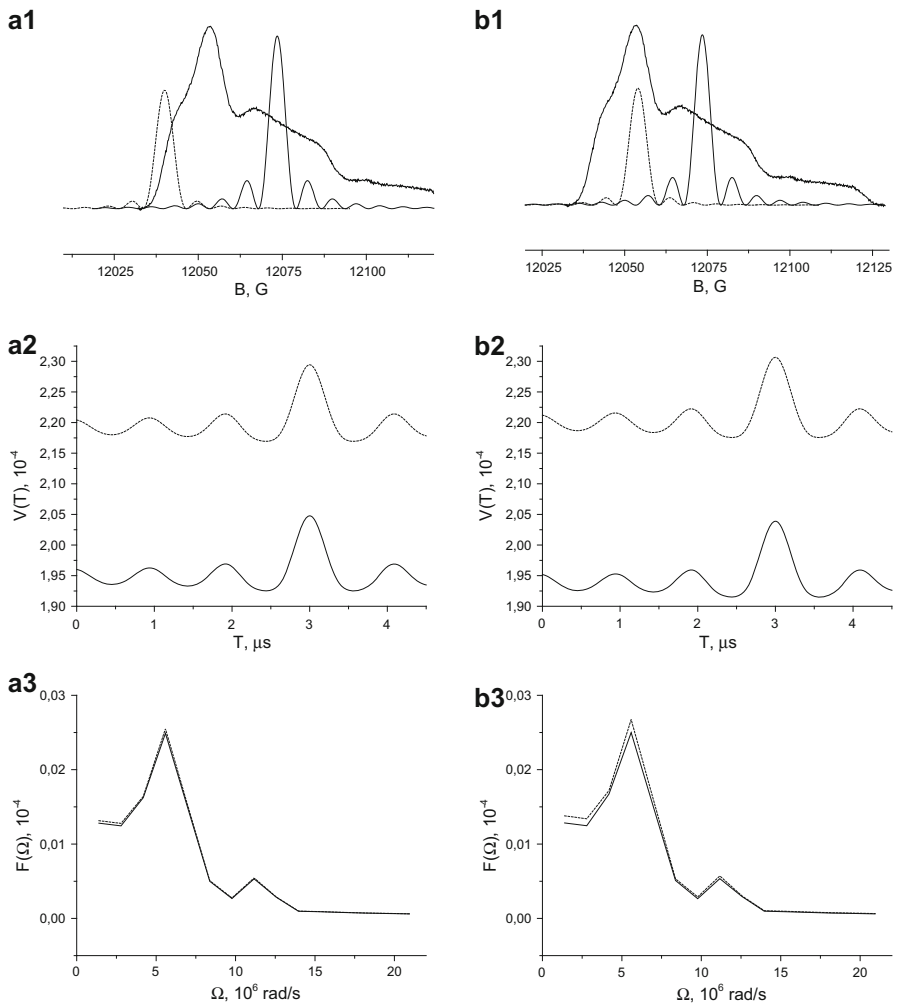 a1
12025 12050 12075 12100
B, G
b1
12025 12050 12075 12100 12125
B, G
a2
2,30
2,25
2,20
2,15
2,10
2,05
2,00
1,95
1,90
V(T), 10⁻⁴
0 1 2 3 4
T, μs
b2
2,30
2,25
2,20
2,15
2,10
2,05
2,00
1,95
1,90
V(T), 10⁻⁴
0 1 2 3 4
T, μs
a3
0,03
0,02
0,01
0,00
F(Ω), 10⁻⁴
0 5 10 15 20
Ω, 10⁶ rad/s
b3
0,03
0,02
0,01
0,00
F(Ω), 10⁻⁴
0 5 10 15 20
Ω, 10⁶ rad/s